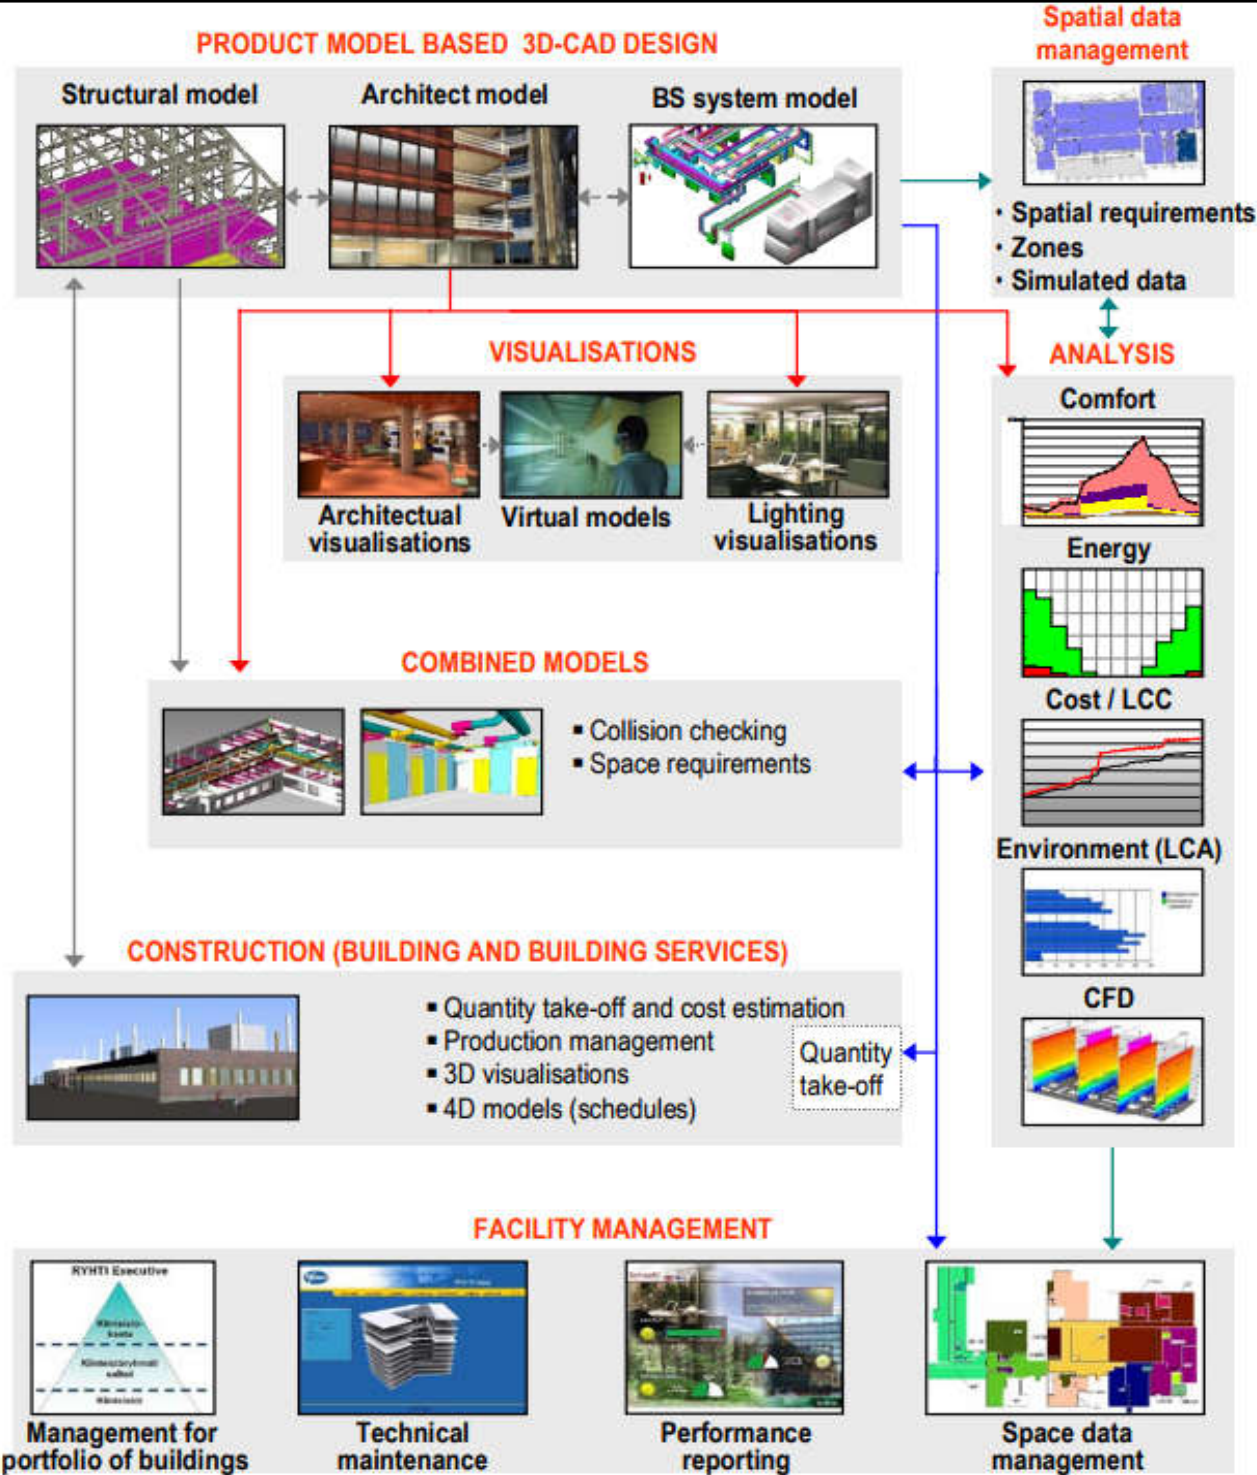 PRODUCT MODEL BASED 3D-CAD DESIGN
Spatial data
management
Structural model
Architect model
BS system model
· Spatial requirements
· Zones
· Simulated data
VISUALISATIONS
Architectual
visualisations
Virtual models
Lighting
visualisations
ANALYSIS
Comfort
Energy
Cost / LCC
Environment (LCA)
CFD
COMBINED MODELS
▪ Collision checking
▪ Space requirements
CONSTRUCTION (BUILDING AND BUILDING SERVICES)
▪ Quantity take-off and cost estimation
▪ Production management
▪ 3D visualisations
▪ 4D models (schedules)
Quantity
take-off
FACILITY MANAGEMENT
RYHTI Executive
Management for
portfolio of buildings
Technical
maintenance
Performance
reporting
Space data
management